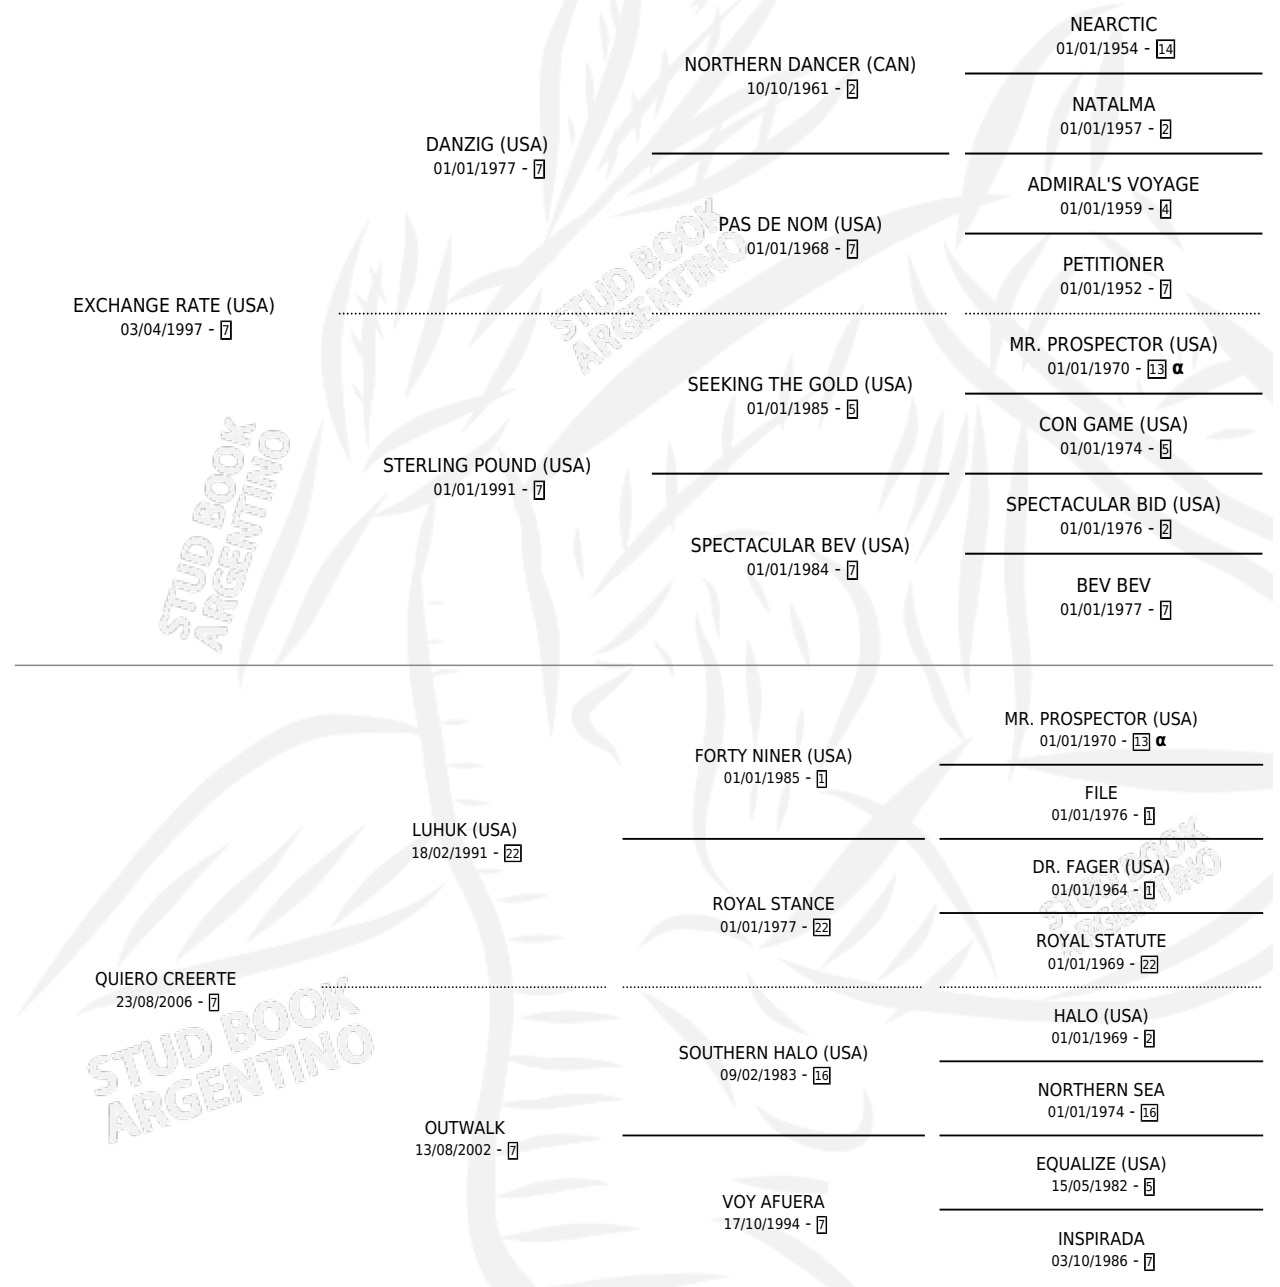 NEARCTIC
01/01/1954 - 14
NORTHERN DANCER (CAN)
10/10/1961 - 2
NATALMA
01/01/1957 - 2
DANZIG (USA)
01/01/1977 - 7
ADMIRAL'S VOYAGE
01/01/1959 - 4
PAS DE NOM (USA)
01/01/1968 - 7
PETITIONER
01/01/1952 - 7
EXCHANGE RATE (USA)
03/04/1997 - 7
STUD BOOK
ARGENTINO
MR. PROSPECTOR (USA)
01/01/1970 - 13 α
SEEKING THE GOLD (USA)
01/01/1985 - 5
CON GAME (USA)
01/01/1974 - 5
STERLING POUND (USA)
01/01/1991 - 7
SPECTACULAR BID (USA)
01/01/1976 - 2
SPECTACULAR BEV (USA)
01/01/1984 - 7
BEV BEV
01/01/1977 - 7
STUD BOOK
ARGENTINO
MR. PROSPECTOR (USA)
01/01/1970 - 13 α
FORTY NINER (USA)
01/01/1985 - 1
FILE
01/01/1976 - 1
LUHUK (USA)
18/02/1991 - 22
DR. FAGER (USA)
01/01/1964 - 1
STUD BOOK
ARGENTINO
ROYAL STANCE
01/01/1977 - 22
ROYAL STATUTE
01/01/1969 - 22
QUIERO CREERTE
23/08/2006 - 7
STUD BOOK
ARGENTINO
HALO (USA)
01/01/1969 - 2
SOUTHERN HALO (USA)
09/02/1983 - 16
NORTHERN SEA
01/01/1974 - 16
OUTWALK
13/08/2002 - 7
EQUALIZE (USA)
15/05/1982 - 5
VOY AFUERA
17/10/1994 - 7
INSPIRADA
03/10/1986 - 7